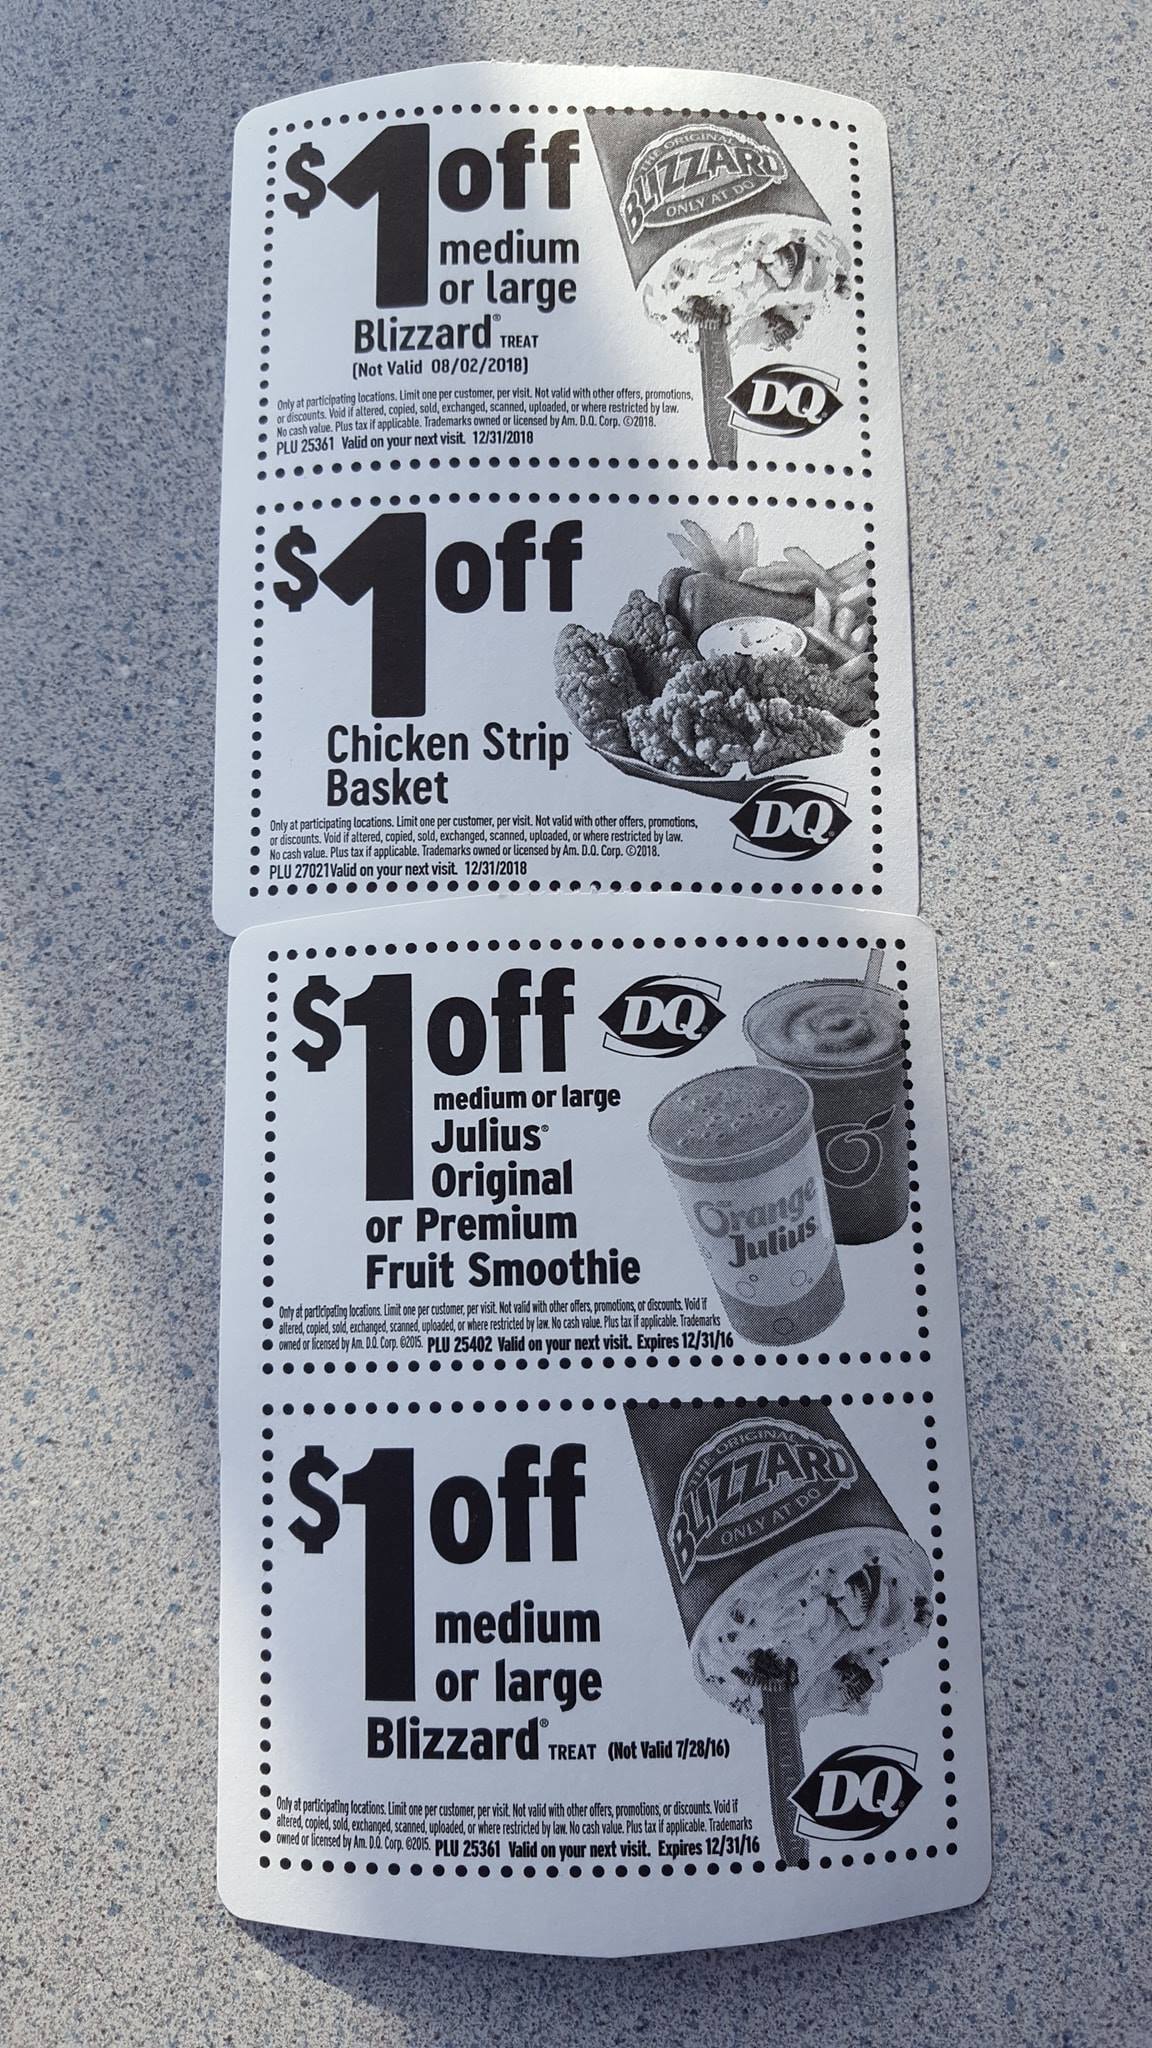 $1 off
medium
or large
Blizzard® TREAT
(Not Valid 08/02/2018)
THE ORIGINAL
BLIZZARD
ONLY AT DQ
DQ®
Only at participating locations. Limit one per customer, per visit. Not valid with other offers, promotions,
or discounts. Void if altered, copied, sold, exchanged, scanned, uploaded, or where restricted by law.
No cash value. Plus tax if applicable. Trademarks owned or licensed by Am. D.Q. Corp. ©2018.
PLU 25361 Valid on your next visit. 12/31/2018
$1 off
Chicken Strip
Basket
DQ®
Only at participating locations. Limit one per customer, per visit. Not valid with other offers, promotions,
or discounts. Void if altered, copied, sold, exchanged, scanned, uploaded, or where restricted by law.
No cash value. Plus tax if applicable. Trademarks owned or licensed by Am. D.Q. Corp. ©2018.
PLU 27021 Valid on your next visit. 12/31/2018
$1 off
DQ®
medium or large
Julius®
Original
or Premium
Fruit Smoothie
Orange
Julius
Only at participating locations. Limit one per customer, per visit. Not valid with other offers, promotions, or discounts. Void if
altered, copied, sold, exchanged, scanned, uploaded, or where restricted by law. No cash value. Plus tax if applicable. Trademarks
owned or licensed by Am. D.Q. Corp. ©2015. PLU 25402 Valid on your next visit. Expires 12/31/16
$1 off
medium
or large
Blizzard® TREAT (Not Valid 7/28/16)
THE ORIGINAL
BLIZZARD
ONLY AT DQ
DQ®
Only at participating locations. Limit one per customer, per visit. Not valid with other offers, promotions, or discounts. Void if
altered, copied, sold, exchanged, scanned, uploaded, or where restricted by law. No cash value. Plus tax if applicable. Trademarks
owned or licensed by Am. D.Q. Corp. ©2015. PLU 25361 Valid on your next visit. Expires 12/31/16